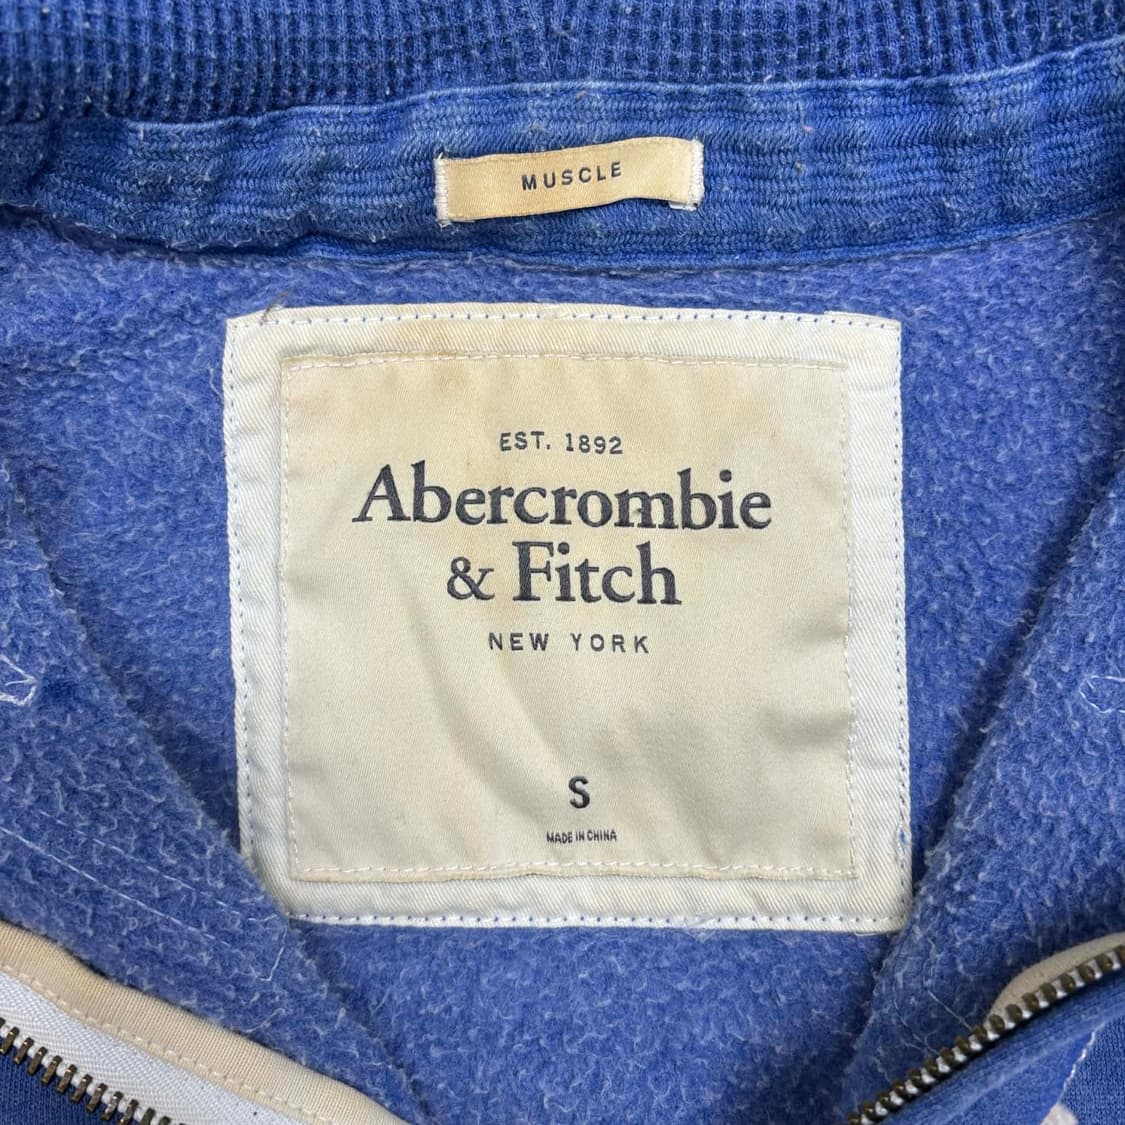 MUSCLE
EST. 1892
Abercrombie
& Fitch
NEW YORK
S
MADE IN CHINA